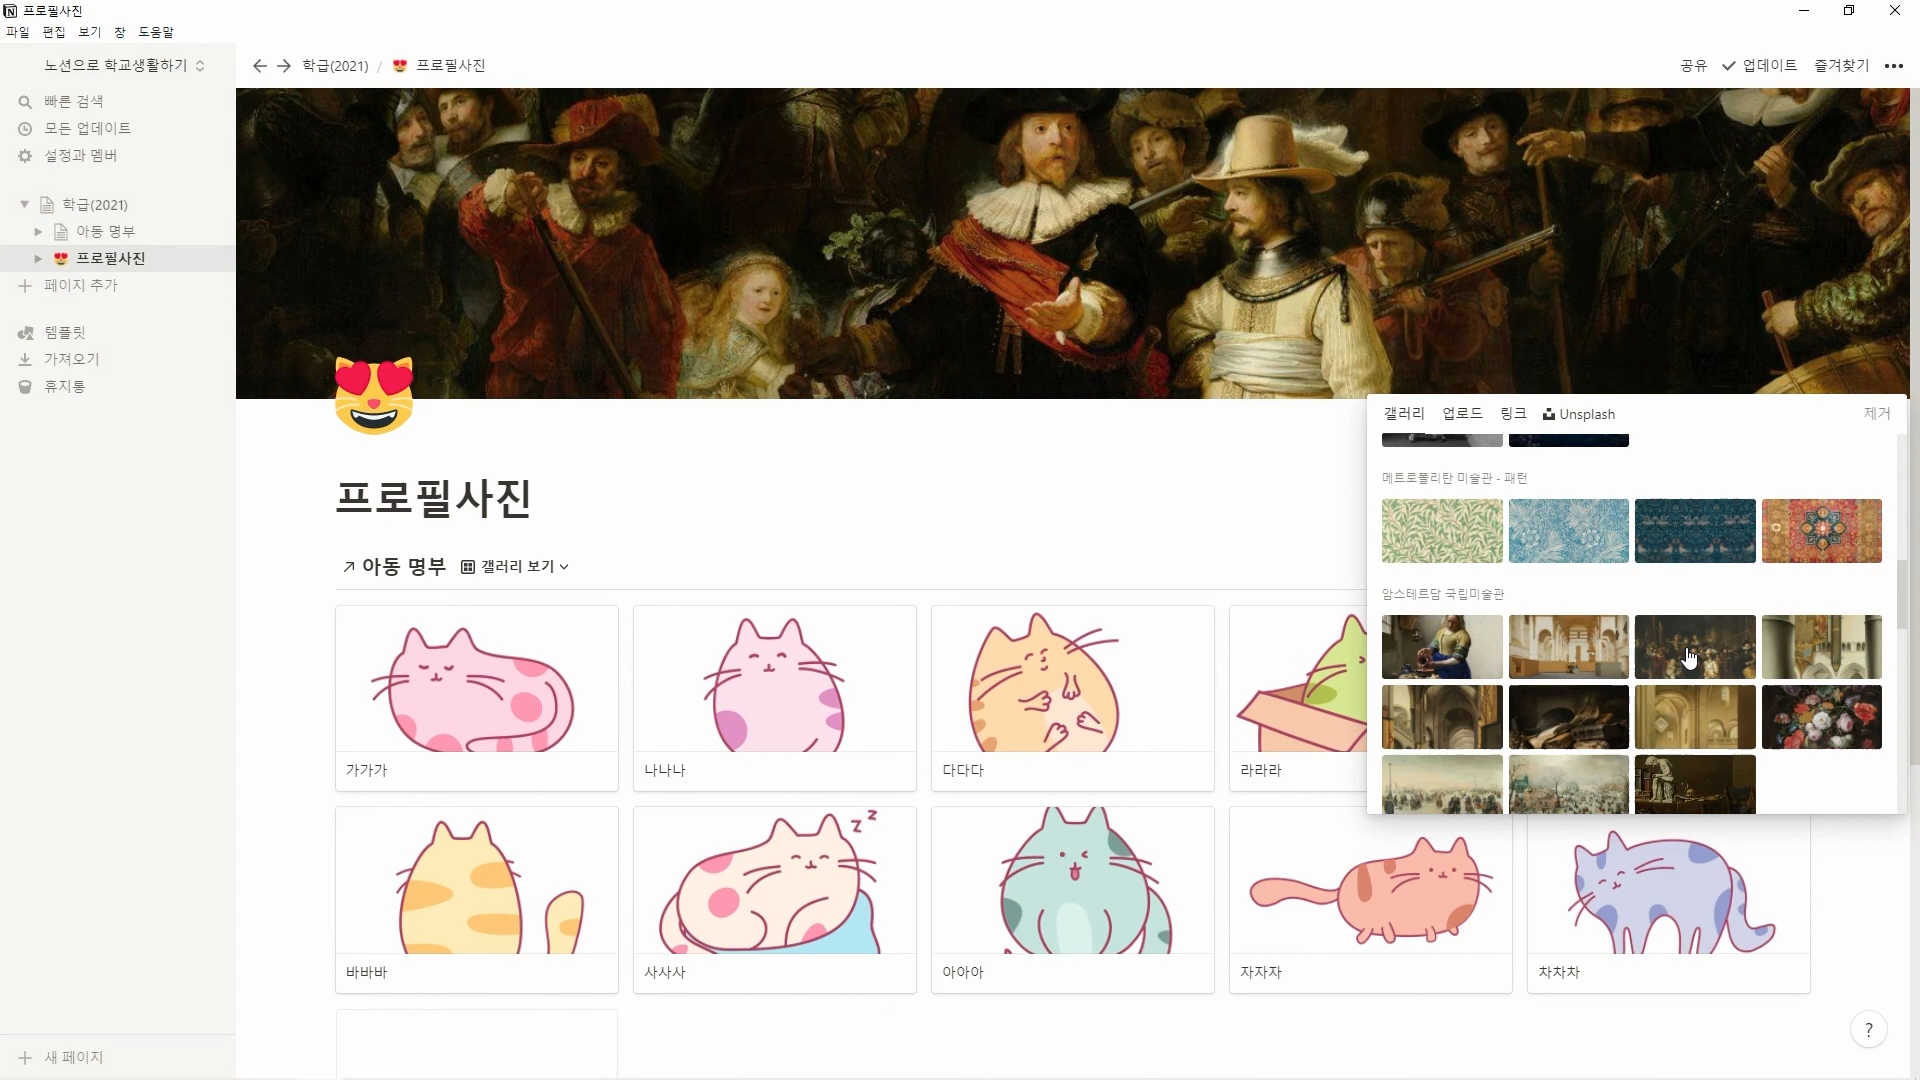 프로필사진
파일 편집 보기 창 도움말
노션으로 학교생활하기
학급(2021) / 프로필사진
공유 업데이트 즐겨찾기
빠른 검색
모든 업데이트
설정과 멤버
학급(2021)
아동 명부
프로필사진
페이지 추가
템플릿
가져오기
휴지통
새 페이지
갤러리 업로드 링크 Unsplash 제거
메트로폴리탄 미술관 - 패턴
암스테르담 국립미술관
프로필사진
아동 명부 갤러리 보기
가가가 나나나 다다다 라라라
바바바 사사사 아아아 자자자 차차차
z z
?